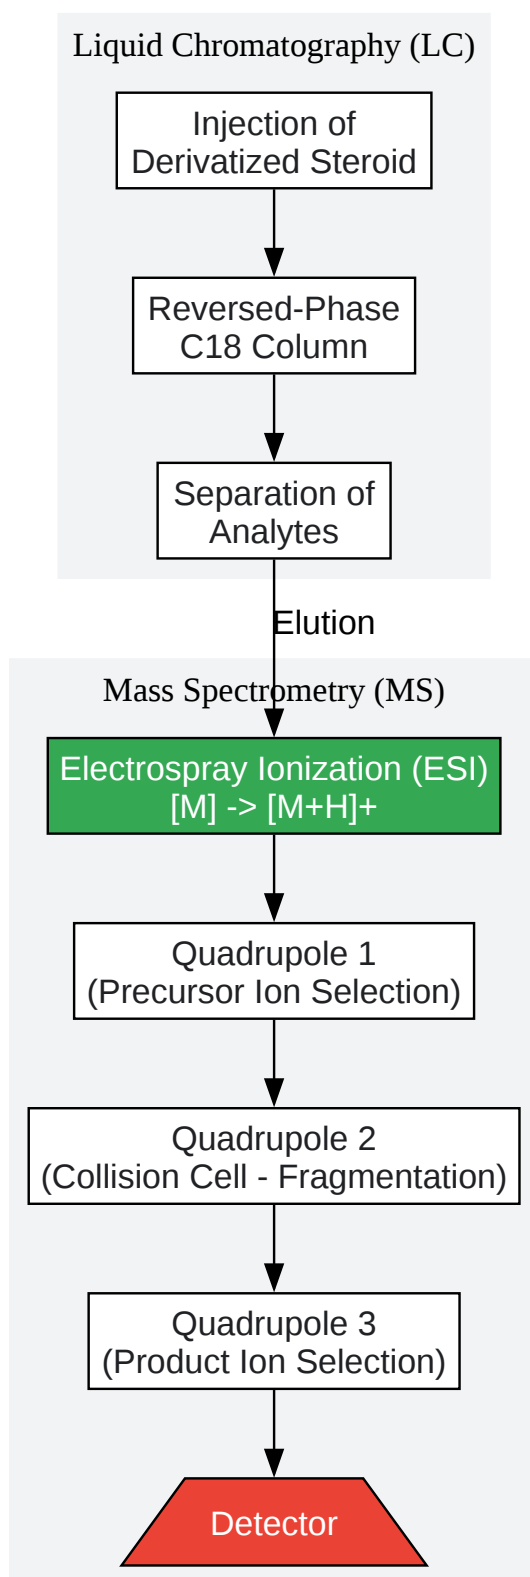 Liquid Chromatography (LC)
Injection of
Derivatized Steroid
Reversed-Phase
C18 Column
Separation of
Analytes
Elution
Mass Spectrometry (MS)
Electrospray Ionization (ESI)
[M] -> [M+H]+
Quadrupole 1
(Precursor Ion Selection)
Quadrupole 2
(Collision Cell - Fragmentation)
Quadrupole 3
(Product Ion Selection)
Detector